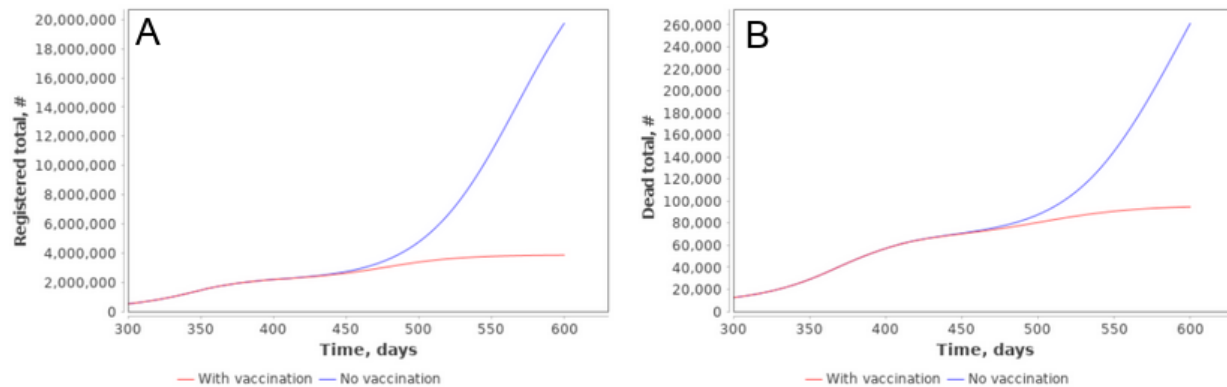 A
20,000,000
18,000,000
16,000,000
14,000,000
12,000,000
10,000,000
8,000,000
6,000,000
4,000,000
2,000,000
0
Registered total, #
300 350 400 450 500 550 600
Time, days
With vaccination No vaccination
B
260,000
240,000
220,000
200,000
180,000
160,000
140,000
120,000
100,000
80,000
60,000
40,000
20,000
0
Dead total, #
300 350 400 450 500 550 600
Time, days
With vaccination No vaccination